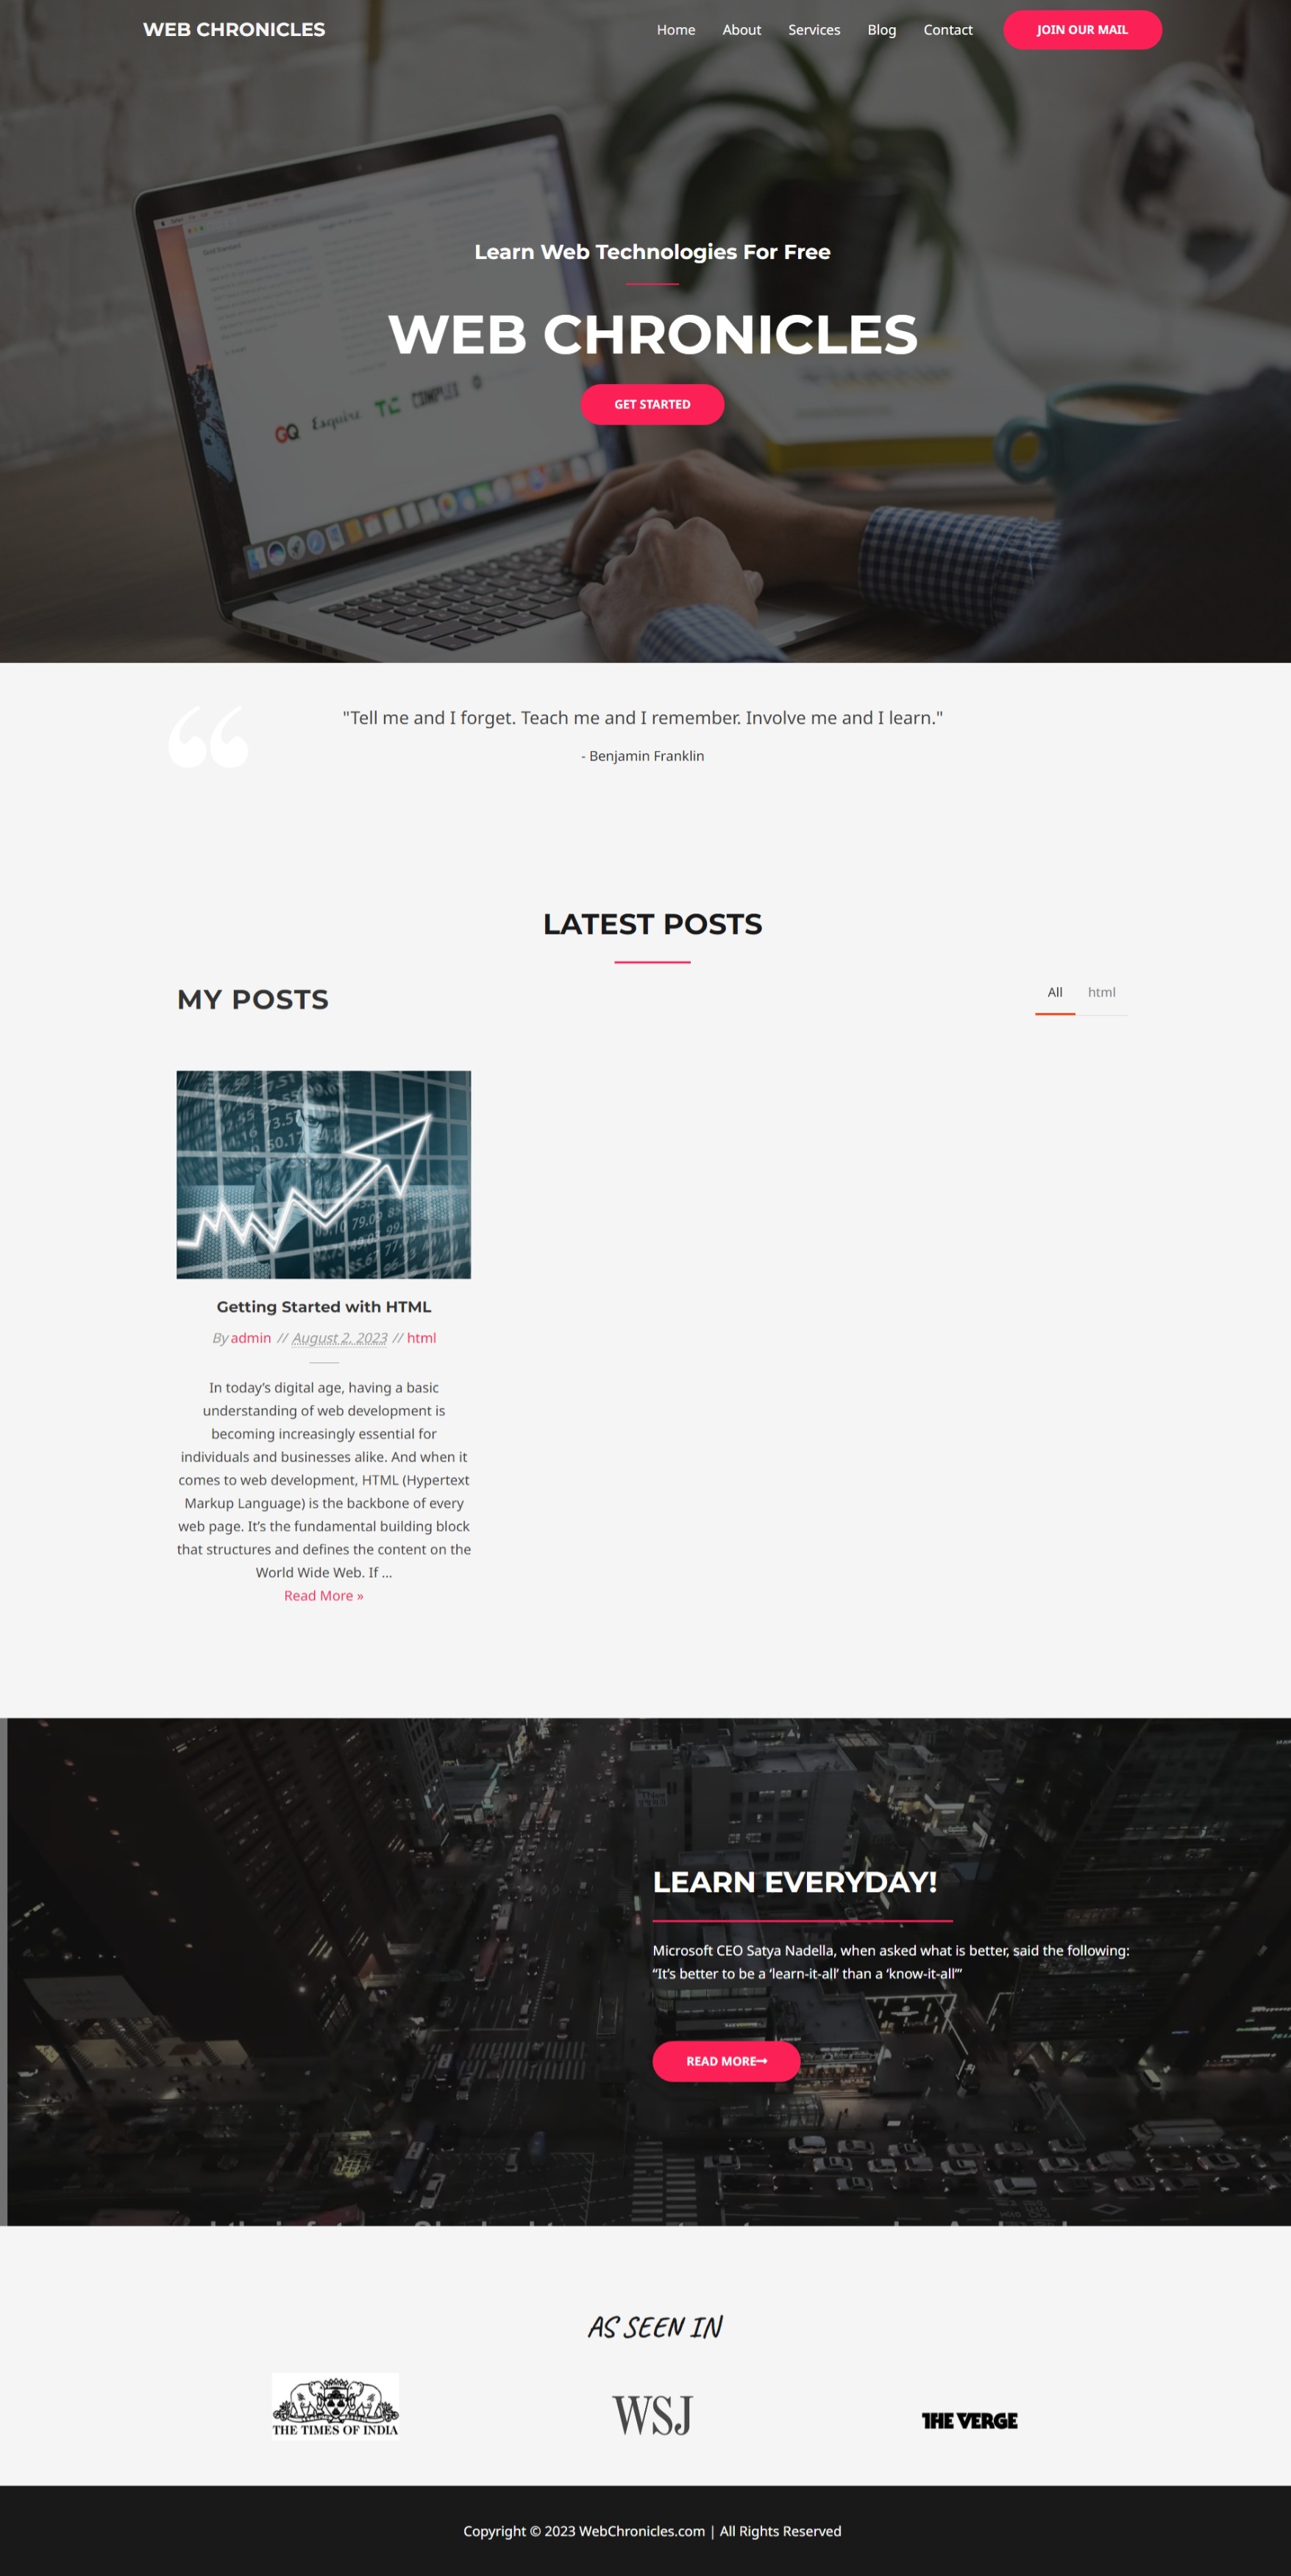 WEB CHRONICLES
Home About Services Blog Contact JOIN OUR MAIL
Learn Web Technologies For Free
WEB CHRONICLES
GET STARTED
GQ Esquire TC
"Tell me and I forget. Teach me and I remember. Involve me and I learn."
- Benjamin Franklin
LATEST POSTS
MY POSTS
All html
Getting Started with HTML
By admin // August 2, 2023 // html
In today’s digital age, having a basic
understanding of web development is
becoming increasingly essential for
individuals and businesses alike. And when it
comes to web development, HTML (Hypertext
Markup Language) is the backbone of every
web page. It’s the fundamental building block
that structures and defines the content on the
World Wide Web. If ...
Read More »
LEARN EVERYDAY!
Microsoft CEO Satya Nadella, when asked what is better, said the following:
“It’s better to be a ‘learn-it-all’ than a ‘know-it-all’”
READ MORE→
AS SEEN IN
THE TIMES OF INDIA
WSJ
THE VERGE
Copyright © 2023 WebChronicles.com | All Rights Reserved